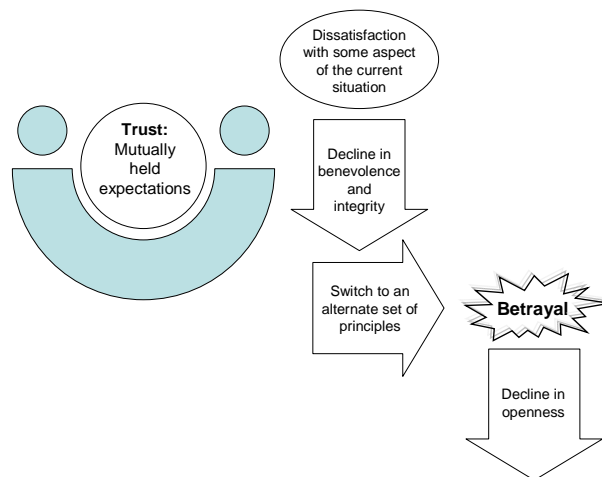 Dissatisfaction
with some aspect
of the current
situation
Trust:
Mutually
held
expectations
Decline in
benevolence
and
integrity
Switch to an
alternate set of
principles
Betrayal
Decline in
openness